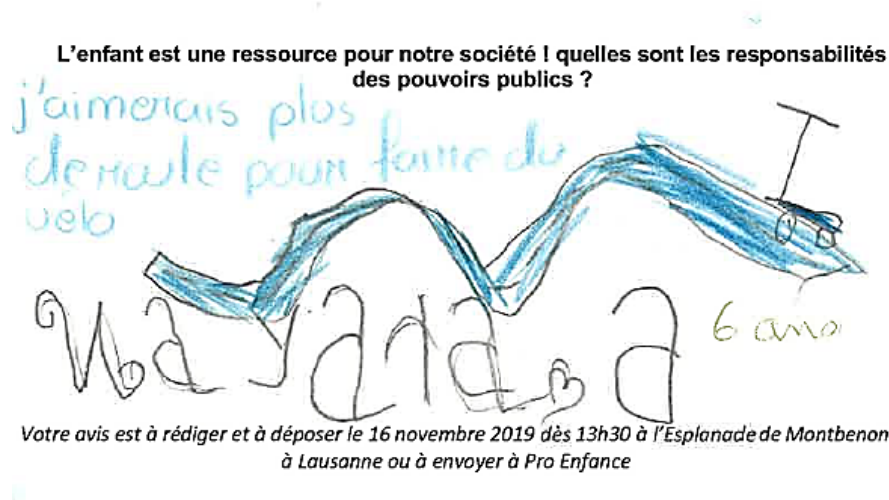 L'enfant est une ressource pour notre société ! quelles sont les responsabilités
des pouvoirs publics ?
j'aimerais plus
de route pour faire du
vélo
6 ans
Votre avis est à rédiger et à déposer le 16 novembre 2019 dès 13h30 à l'Esplanade de Montbenon
à Lausanne ou à envoyer à Pro Enfance